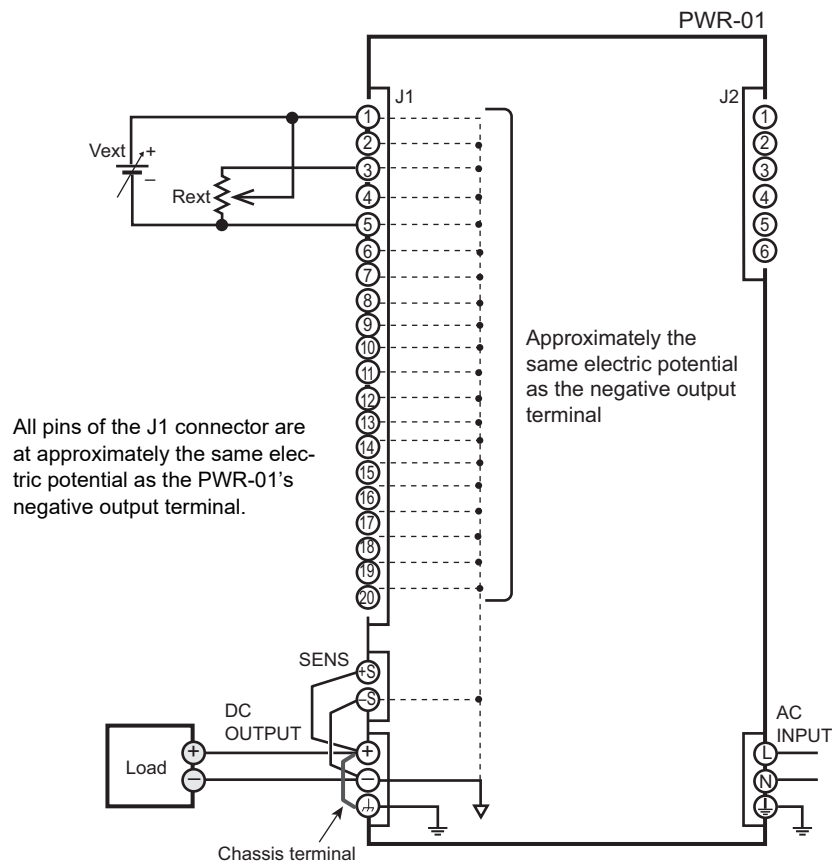 PWR-01
J1
J2
1
2
3
4
5
6
7
8
9
10
11
12
13
14
15
16
17
18
19
20
1
2
3
4
5
6
Vext
+
−
Rext
Approximately the
same electric potential
as the negative output
terminal
All pins of the J1 connector are
at approximately the same elec-
tric potential as the PWR-01's
negative output terminal.
SENS
+S
−S
DC
OUTPUT
AC
INPUT
Load
+
−
+
−
L
N
Chassis terminal